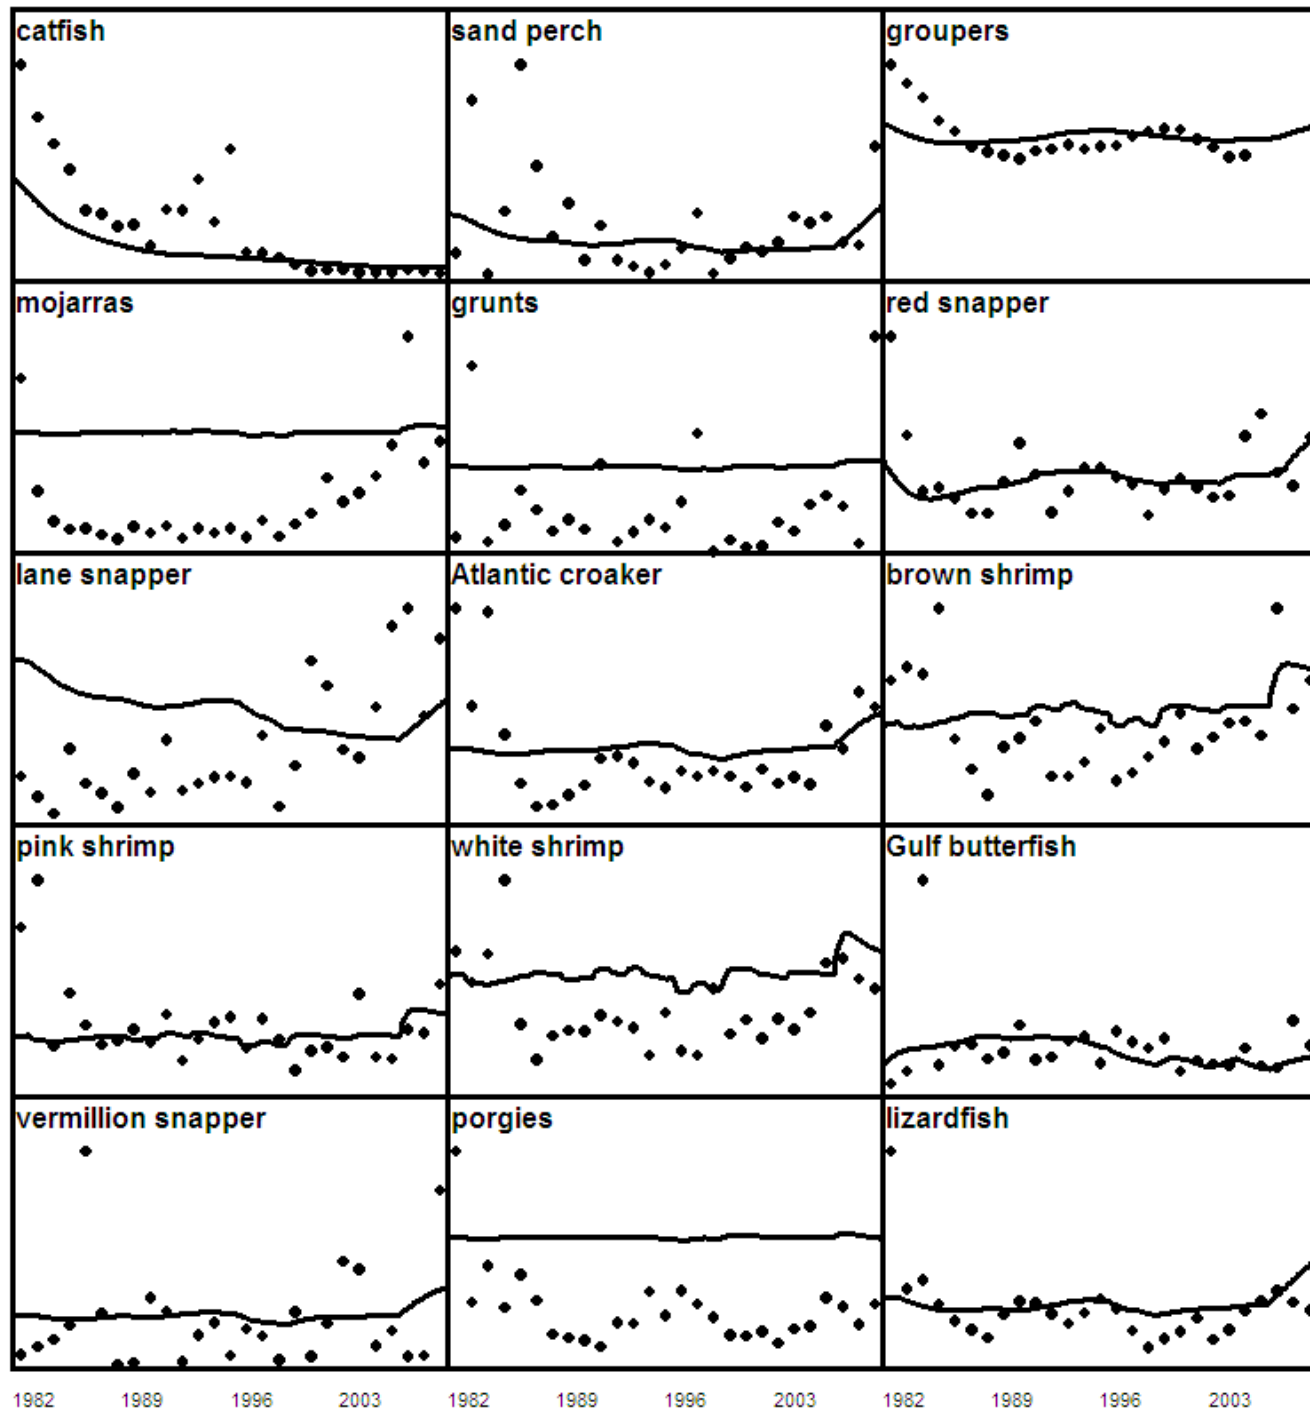 catfish sand perch groupers
mojarras grunts red snapper
lane snapper Atlantic croaker brown shrimp
pink shrimp white shrimp Gulf butterfish
vermillion snapper porgies lizardfish
1982 1989 1996 2003 1982 1989 1996 2003 1982 1989 1996 2003